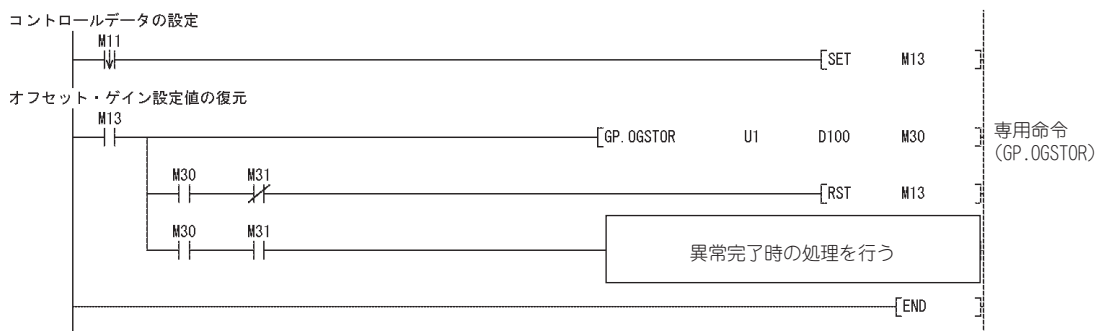 コントロールデータの設定
M11
SET M13
オフセット・ゲイン設定値の復元
M13
GP.OGSTOR U1 D100 M30
専用命令
(GP.OGSTOR)
M30 M31
RST M13
M30 M31
異常完了時の処理を行う
END